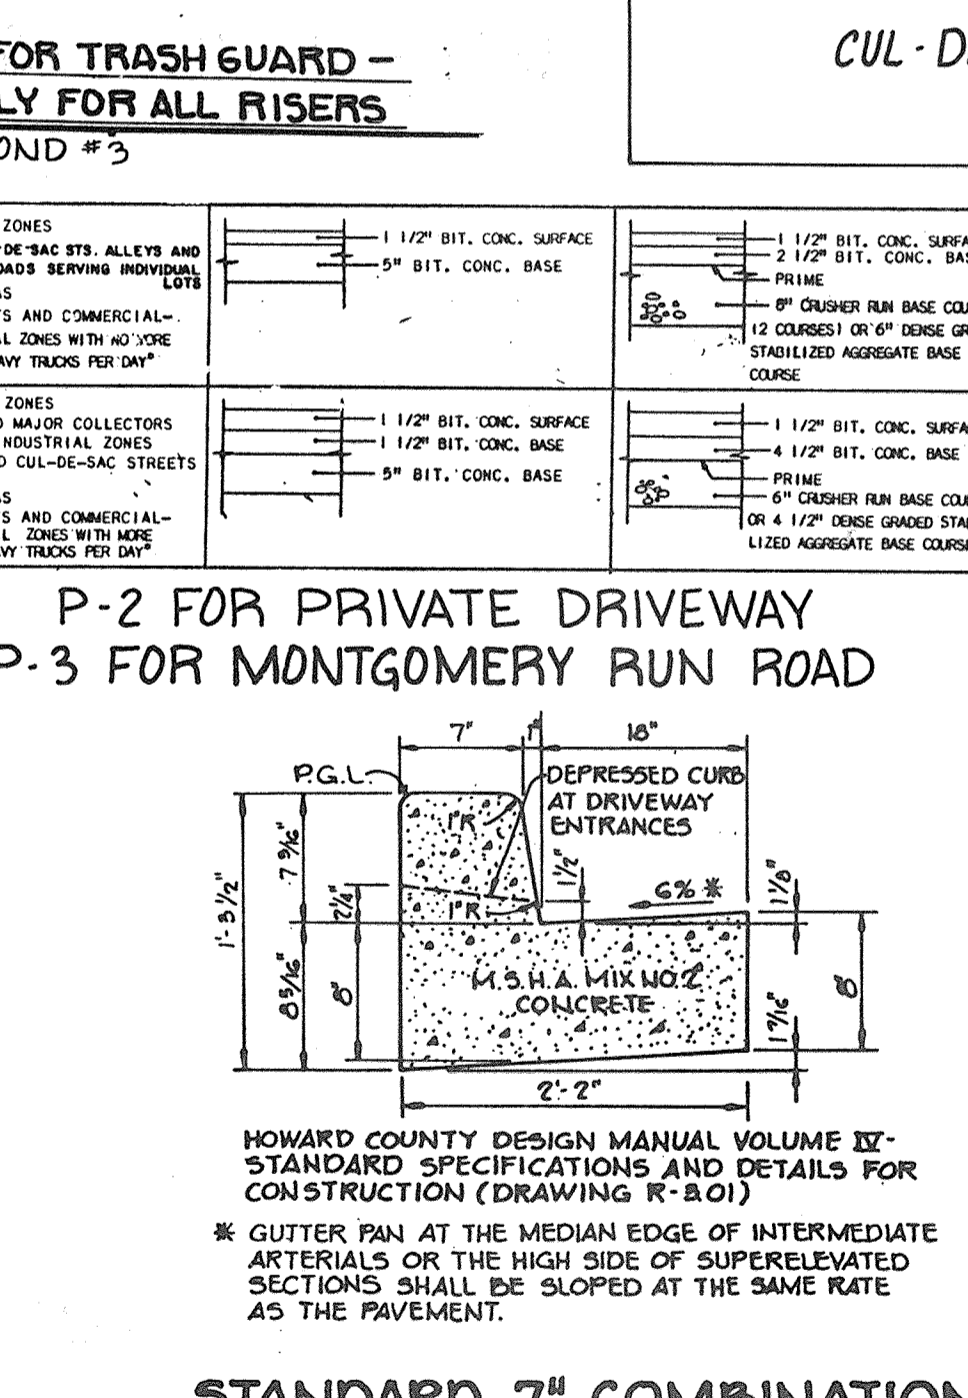 FOR TRASH GUARD -
LY FOR ALL RISERS
OND #3
CUL-D
ZONES
DE-SAC STS. ALLEYS AND
OADS SERVING INDIVIDUAL
LOTS
S
S AND COMMERCIAL-
L ZONES WITH NO MORE
AVY TRUCKS PER DAY*
1 1/2" BIT. CONC. SURFACE
5" BIT. CONC. BASE
1 1/2" BIT. CONC. SURFA
2 1/2" BIT. CONC. BAS
PRIME
8" CRUSHER RUN BASE COU
(2 COURSES) OR 6" DENSE GR
STABILIZED AGGREGATE BASE
COURSE
ZONES
MAJOR COLLECTORS
NDUSTRIAL ZONES
CUL-DE-SAC STREETS
S
S AND COMMERCIAL-
L ZONES WITH MORE
VY TRUCKS PER DAY*
1 1/2" BIT. CONC. SURFACE
1 1/2" BIT. CONC. BASE
5" BIT. CONC. BASE
1 1/2" BIT. CONC. SURFA
4 1/2" BIT. CONC. BASE
PRIME
6" CRUSHER RUN BASE COU
OR 4 1/2" DENSE GRADED STA
LIZED AGGREGATE BASE COURSE
P-2 FOR PRIVATE DRIVEWAY
P-3 FOR MONTGOMERY RUN ROAD
7" 1" 18"
P.G.L.
DEPRESSED CURB
AT DRIVEWAY
ENTRANCES
1"R
1'-3 1/2"
7 9/16"
2 1/4"
1"R
1 1/2"
6% *
1 1/8"
8 5/16"
8"
M.S.H.A. MIX NO. 2
CONCRETE
8"
1 7/16"
2'-2"
HOWARD COUNTY DESIGN MANUAL VOLUME IV-
STANDARD SPECIFICATIONS AND DETAILS FOR
CONSTRUCTION (DRAWING R-3.01)
* GUTTER PAN AT THE MEDIAN EDGE OF INTERMEDIATE
ARTERIALS OR THE HIGH SIDE OF SUPERELEVATED
SECTIONS SHALL BE SLOPED AT THE SAME RATE
AS THE PAVEMENT.
STANDARD 7" COMBINATION